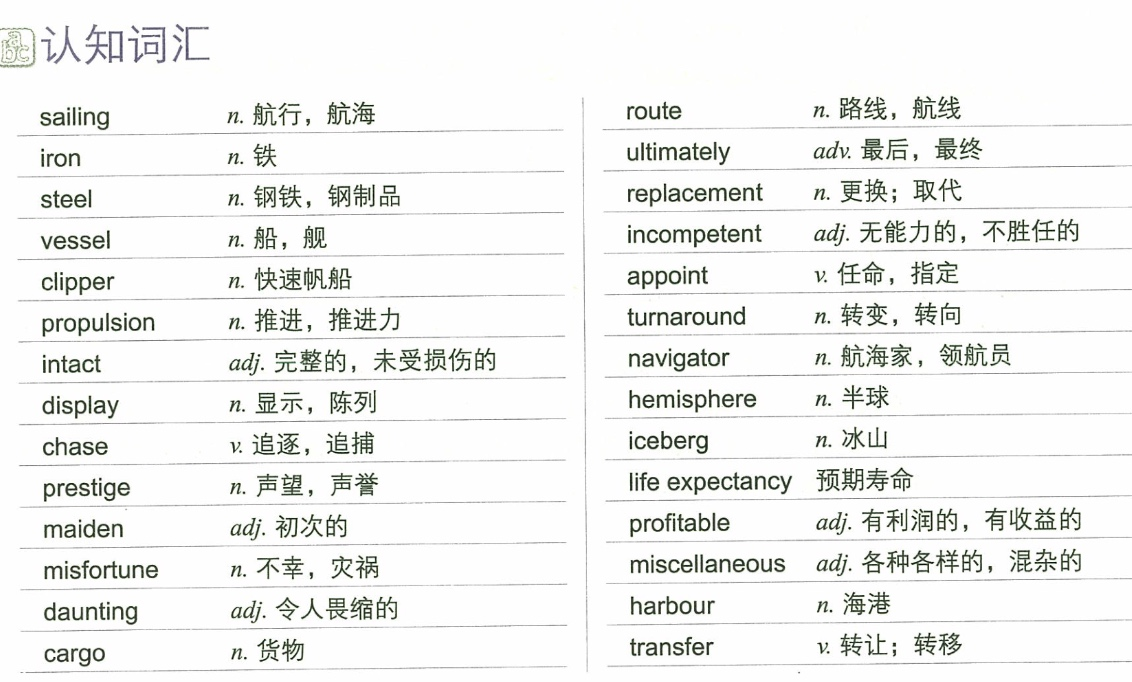 abc 认知词汇
sailing n. 航行，航海
iron n. 铁
steel n. 钢铁，钢制品
vessel n. 船，舰
clipper n. 快速帆船
propulsion n. 推进，推进力
intact adj. 完整的，未受损伤的
display n. 显示，陈列
chase v. 追逐，追捕
prestige n. 声望，声誉
maiden adj. 初次的
misfortune n. 不幸，灾祸
daunting adj. 令人畏缩的
cargo n. 货物
route n. 路线，航线
ultimately adv. 最后，最终
replacement n. 更换；取代
incompetent adj. 无能力的，不胜任的
appoint v. 任命，指定
turnaround n. 转变，转向
navigator n. 航海家，领航员
hemisphere n. 半球
iceberg n. 冰山
life expectancy 预期寿命
profitable adj. 有利润的，有收益的
miscellaneous adj. 各种各样的，混杂的
harbour n. 海港
transfer v. 转让；转移